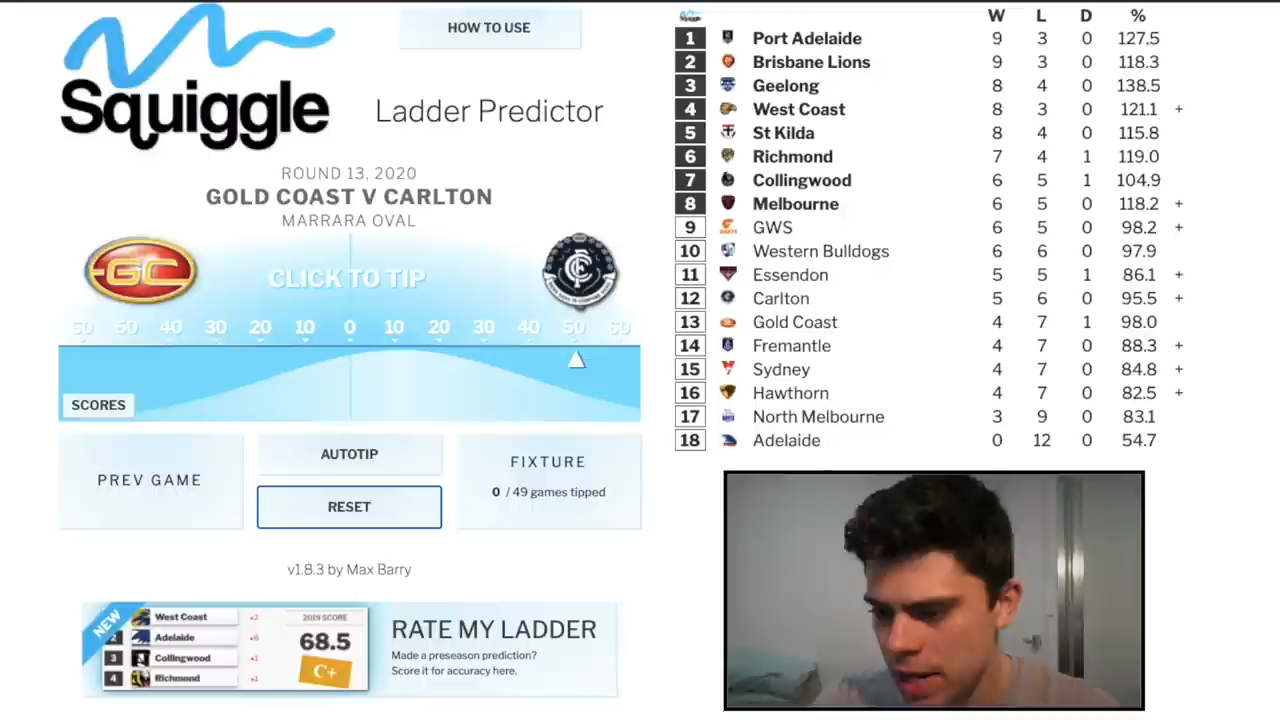 Squiggle
HOW TO USE
Ladder Predictor
ROUND 13, 2020
GOLD COAST V CARLTON
MARRARA OVAL
GC
CLICK TO TIP
60 50 40 30 20 10 0 10 20 30 40 50 60
SCORES
PREV GAME
AUTOTIP
RESET
FIXTURE
0 / 49 games tipped
v1.8.3 by Max Barry
NEW
West Coast
2 Adelaide
3 Collingwood
4 Richmond
2019 SCORE
68.5
C+
RATE MY LADDER
Made a preseason prediction?
Score it for accuracy here.
Squiggle W L D %
1 Port Adelaide 9 3 0 127.5
2 Brisbane Lions 9 3 0 118.3
3 Geelong 8 4 0 138.5
4 West Coast 8 3 0 121.1 +
5 St Kilda 8 4 0 115.8
6 Richmond 7 4 1 119.0
7 Collingwood 6 5 1 104.9
8 Melbourne 6 5 0 118.2 +
9 GWS 6 5 0 98.2 +
10 Western Bulldogs 6 6 0 97.9
11 Essendon 5 5 1 86.1 +
12 Carlton 5 6 0 95.5 +
13 Gold Coast 4 7 1 98.0
14 Fremantle 4 7 0 88.3 +
15 Sydney 4 7 0 84.8 +
16 Hawthorn 4 7 0 82.5 +
17 North Melbourne 3 9 0 83.1
18 Adelaide 0 12 0 54.7